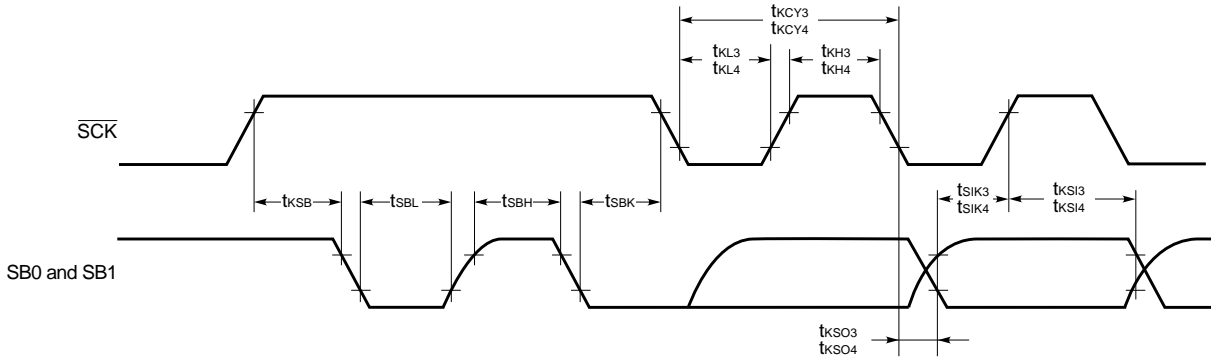 tKCY3
tKCY4
tKL3
tKL4
tKH3
tKH4
SCK
tKSB
tSBL
tSBH
tSBK
tSIK3
tSIK4
tKSI3
tKSI4
SB0 and SB1
tKSO3
tKSO4